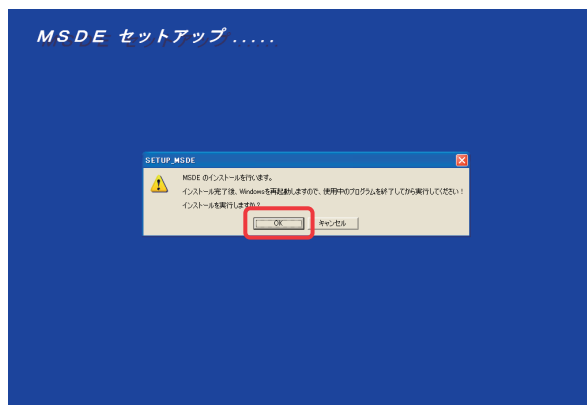 MSDE セットアップ .....
SETUP_MSDE
MSDE のインストールを行います。
インストール完了後、Windowsを再起動しますので、使用中のプログラムを終了してから実行してください!
インストールを実行しますか?
OK
キャンセル